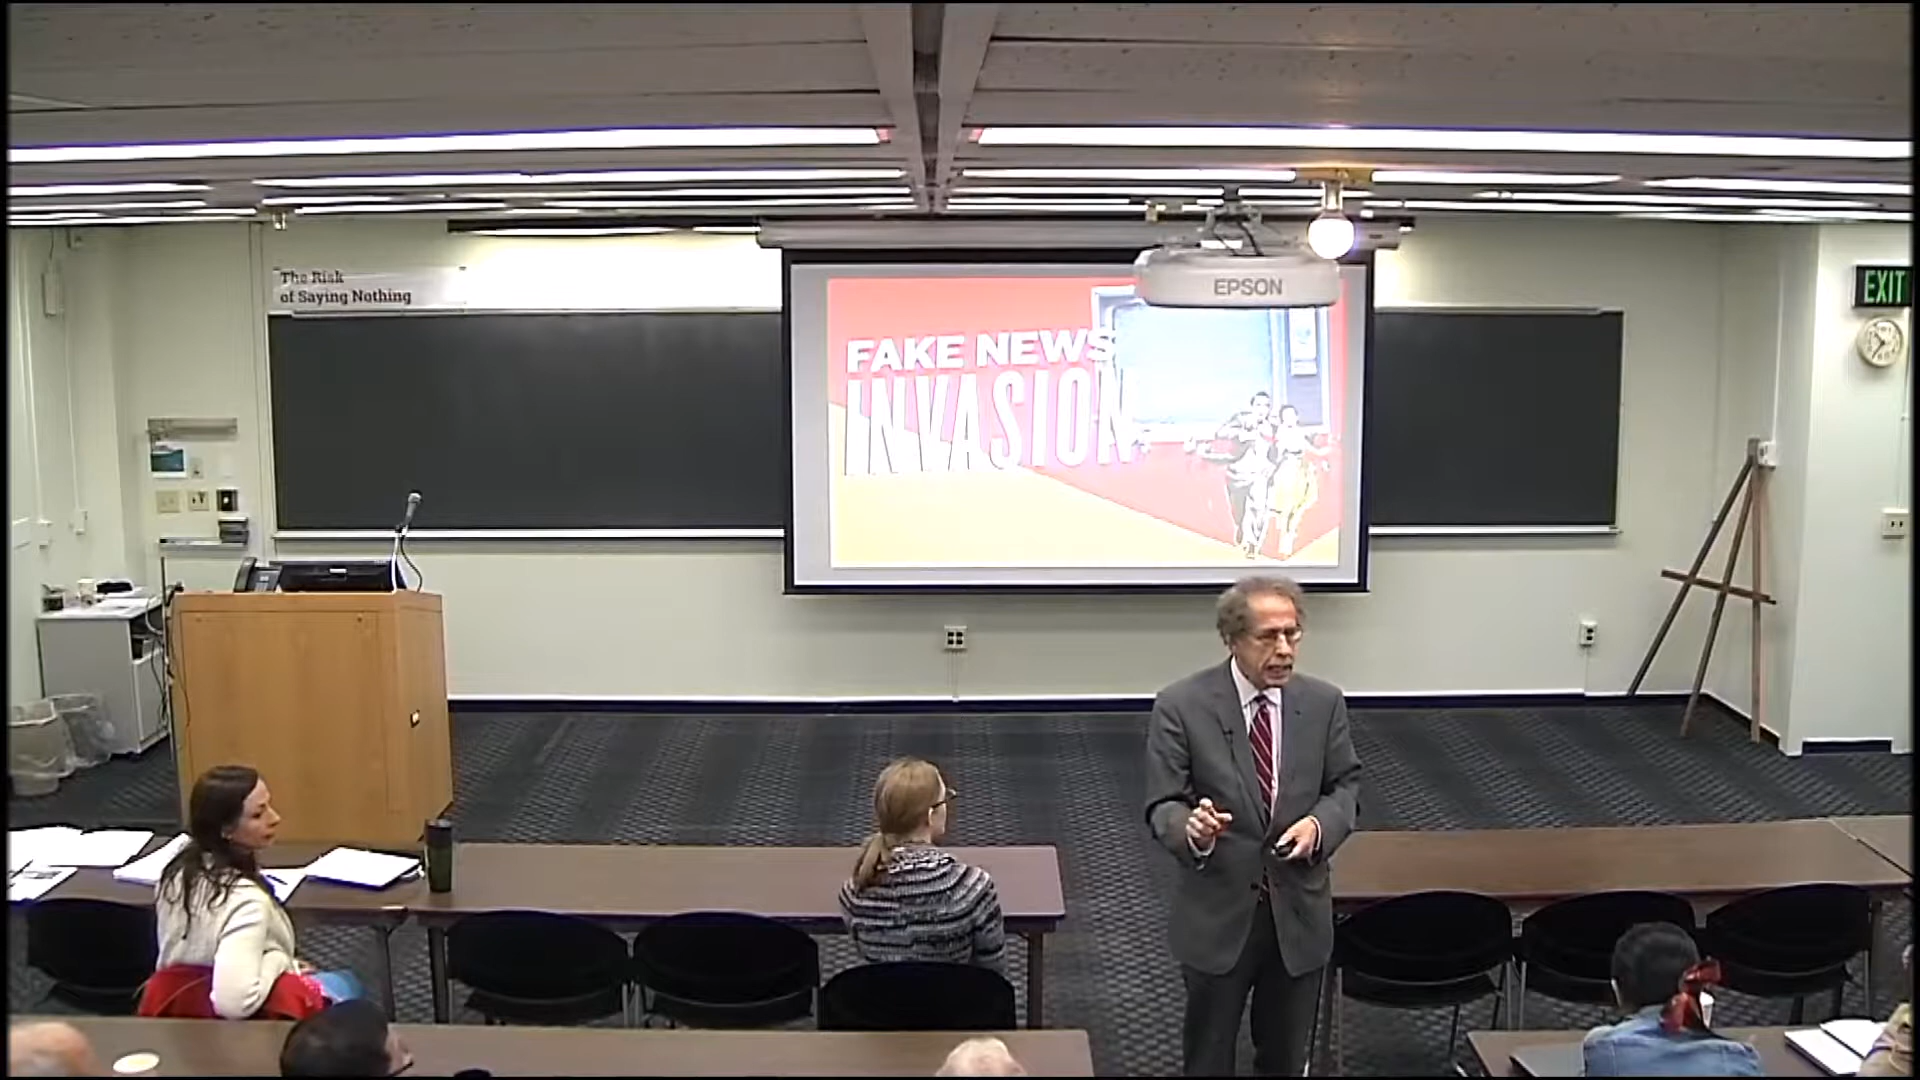 The Risk
of Saying Nothing
FAKE NEWS
INVASION
EPSON
EXIT